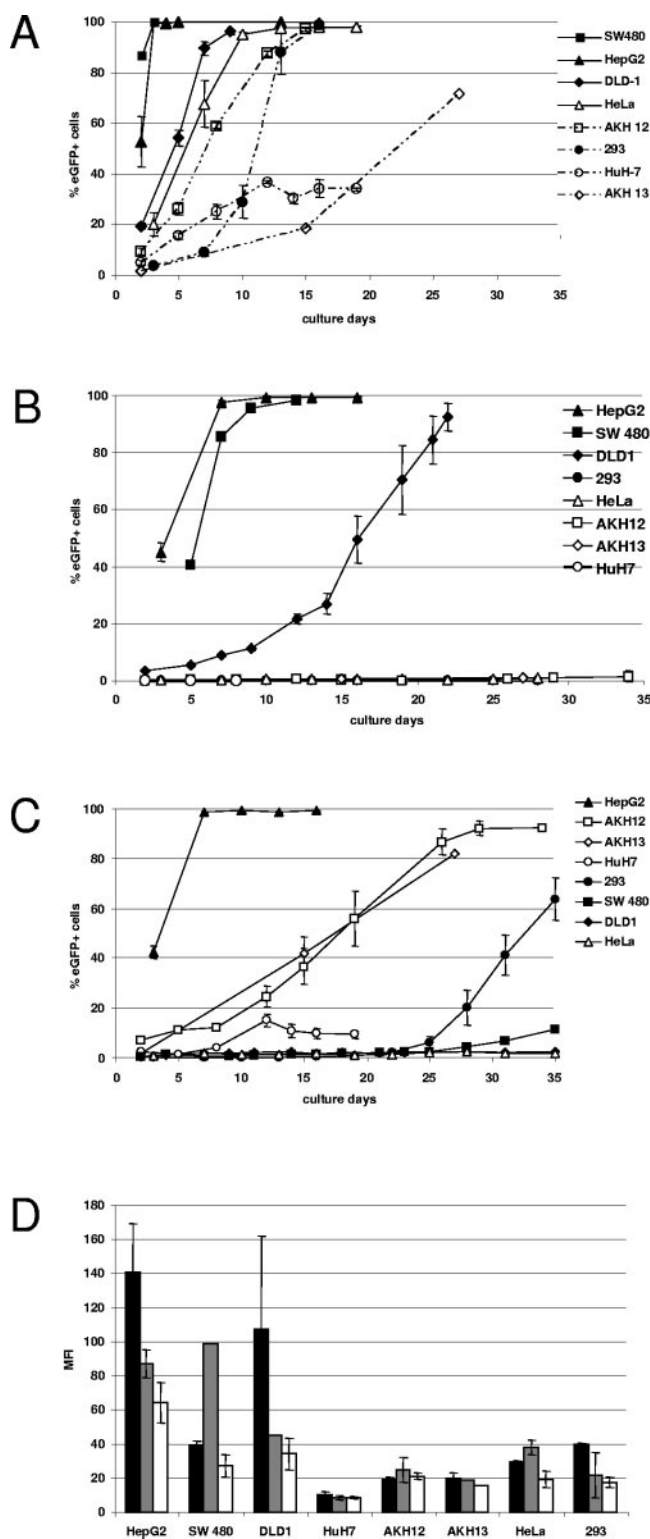 A
100
80
60
40
20
0
% eGFP+ cells
0 5 10 15 20 25 30 35
culture days
SW480
HepG2
DLD-1
HeLa
AKH 12
293
HuH-7
AKH 13
B
100
80
60
40
20
0
% eGFP+ cells
0 5 10 15 20 25 30 35
culture days
HepG2
SW 480
DLD1
293
HeLa
AKH12
AKH13
HuH7
C
100
80
60
40
20
0
% eGFP+ cells
0 5 10 15 20 25 30 35
culture days
HepG2
AKH12
AKH13
HuH7
293
SW 480
DLD1
HeLa
D
180
160
140
120
100
80
60
40
20
0
MFI
HepG2 SW 480 DLD1 HuH7 AKH12 AKH13 HeLa 293